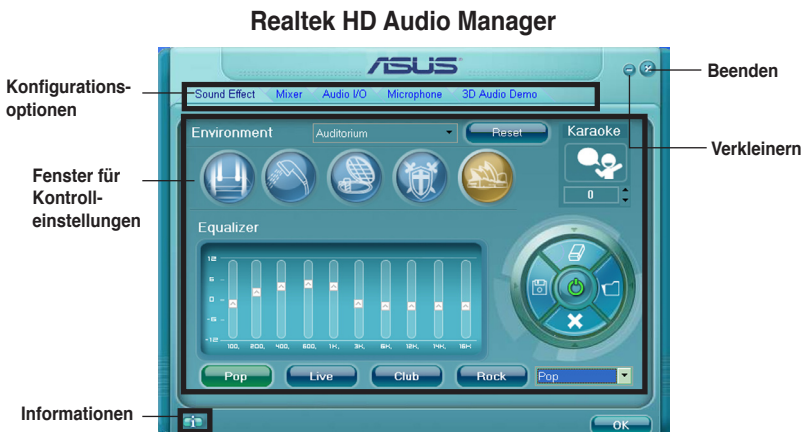 Realtek HD Audio Manager
ASUS
Konfigurations-
optionen
Beenden
Sound Effect Mixer Audio I/O Microphone 3D Audio Demo
Environment Auditorium Reset Karaoke
Verkleinern
Fenster für
Kontroll-
einstellungen
0
Equalizer
12
6
0
-6
-12
100, 200, 400, 600, 1K, 3K, 6K, 12K, 14K, 16K
Pop Live Club Rock Pop
Informationen
i
OK